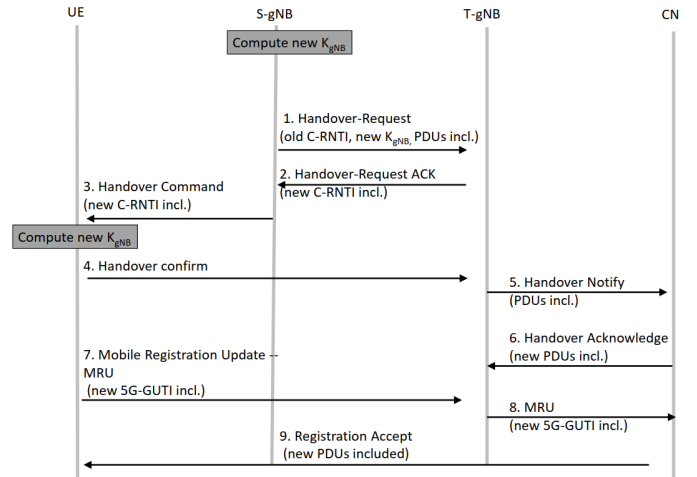 UE
S-gNB
T-gNB
CN
Compute new KgNB
1. Handover-Request
(old C-RNTI, new KgNB, PDUs incl.)
2. Handover-Request ACK
(new C-RNTI incl.)
3. Handover Command
(new C-RNTI incl.)
Compute new KgNB
4. Handover confirm
5. Handover Notify
(PDUs incl.)
6. Handover Acknowledge
(new PDUs incl.)
7. Mobile Registration Update --
MRU
(new 5G-GUTI incl.)
8. MRU
(new 5G-GUTI incl.)
9. Registration Accept
(new PDUs included)